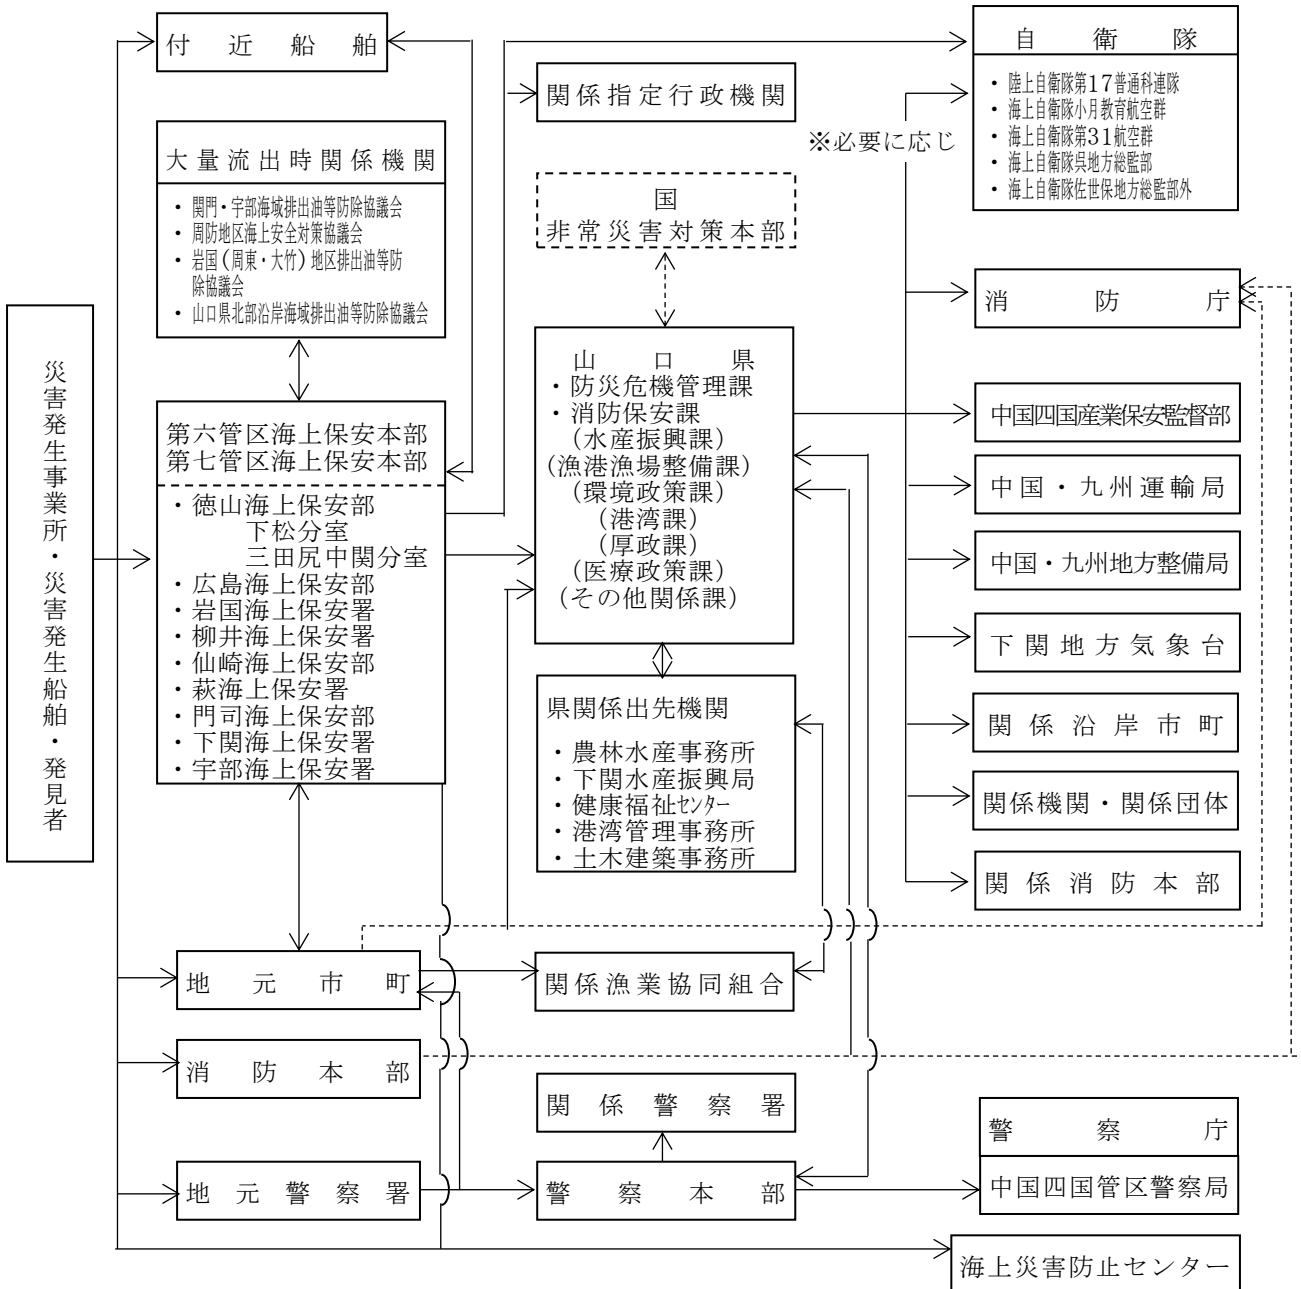 付近船舶
大量流出時関係機関
・関門・宇部海域排出油等防除協議会
・周防地区海上安全対策協議会
・岩国(周東・大竹)地区排出油等防
除協議会
・山口県北部沿岸海域排出油等防除協議会
災害発生事業所・災害発生船舶・発見者
第六管区海上保安本部
第七管区海上保安本部
・徳山海上保安部
下松分室
三田尻中関分室
・広島海上保安部
・岩国海上保安署
・柳井海上保安署
・仙崎海上保安部
・萩海上保安署
・門司海上保安部
・下関海上保安署
・宇部海上保安署
地元市町
消防本部
地元警察署
関係指定行政機関
国
非常災害対策本部
山口県
・防災危機管理課
・消防保安課
(水産振興課)
(漁港漁場整備課)
(環境政策課)
(港湾課)
(厚政課)
(医療政策課)
(その他関係課)
県関係出先機関
・農林水産事務所
・下関水産振興局
・健康福祉センター
・港湾管理事務所
・土木建築事務所
関係漁業協同組合
関係警察署
警察本部
※必要に応じ
自衛隊
・陸上自衛隊第17普通科連隊
・海上自衛隊小月教育航空群
・海上自衛隊第31航空群
・海上自衛隊呉地方総監部
・海上自衛隊佐世保地方総監部外
消防庁
中国四国産業保安監督部
中国・九州運輸局
中国・九州地方整備局
下関地方気象台
関係沿岸市町
関係機関・関係団体
関係消防本部
警察庁
中国四国管区警察局
海上災害防止センター